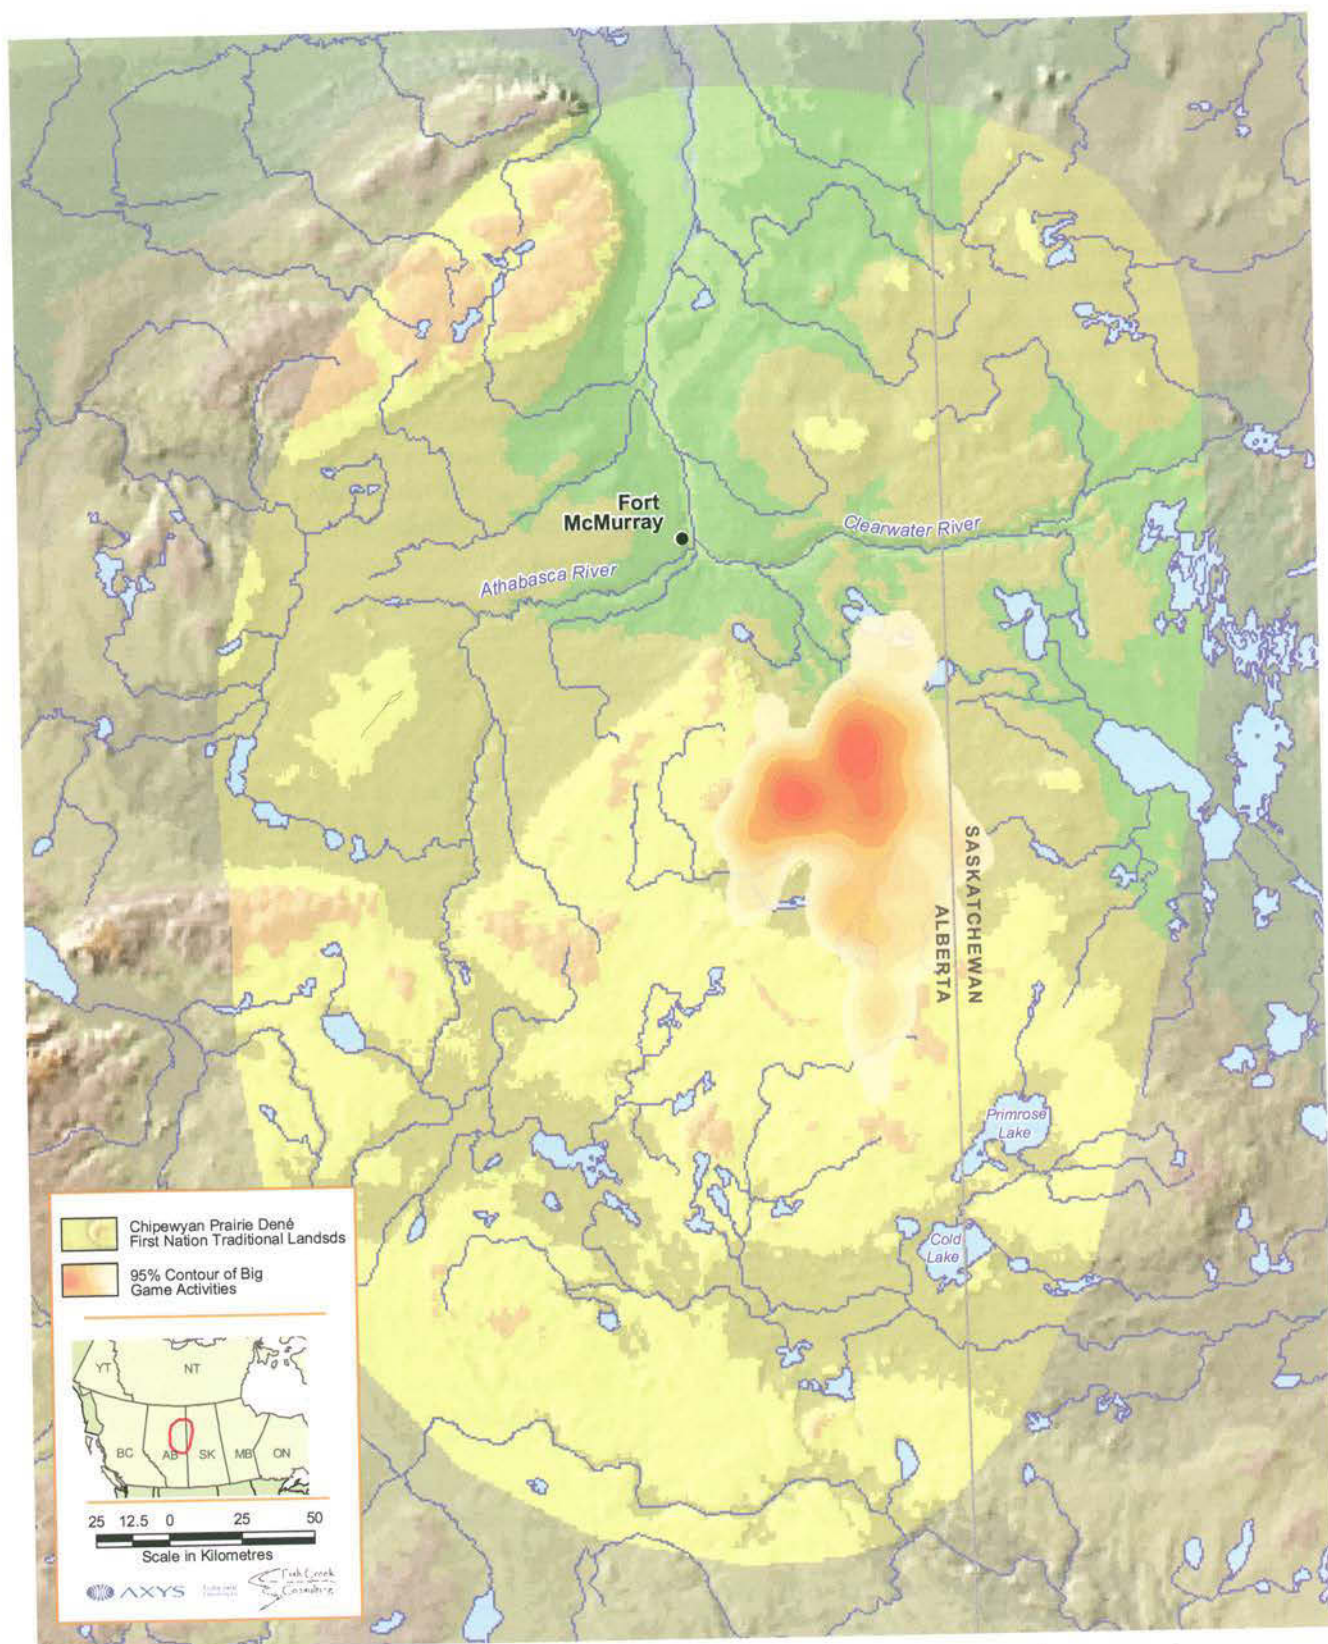 Fort
McMurray
Clearwater River
Athabasca River
SASKATCHEWAN
ALBERTA
Primrose
Lake
Cold
Lake
Chipewyan Prairie Dené
First Nation Traditional Landsds
95% Contour of Big
Game Activities
YT
NT
BC
AB
SK
MB
ON
25 12.5 0 25 50
Scale in Kilometres
AXYS
Fish Creek
Consulting